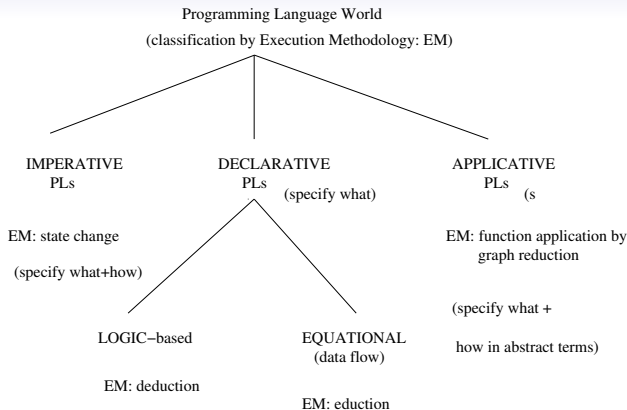 Programming Language World
(classification by Execution Methodology: EM)
IMPERATIVE
PLs
EM: state change
(specify what+how)
DECLARATIVE
PLs
(specify what)
LOGIC−based
EM: deduction
EQUATIONAL
(data flow)
EM: eduction
APPLICATIVE
PLs
(s
EM: function application by
graph reduction
(specify what +
how in abstract terms)